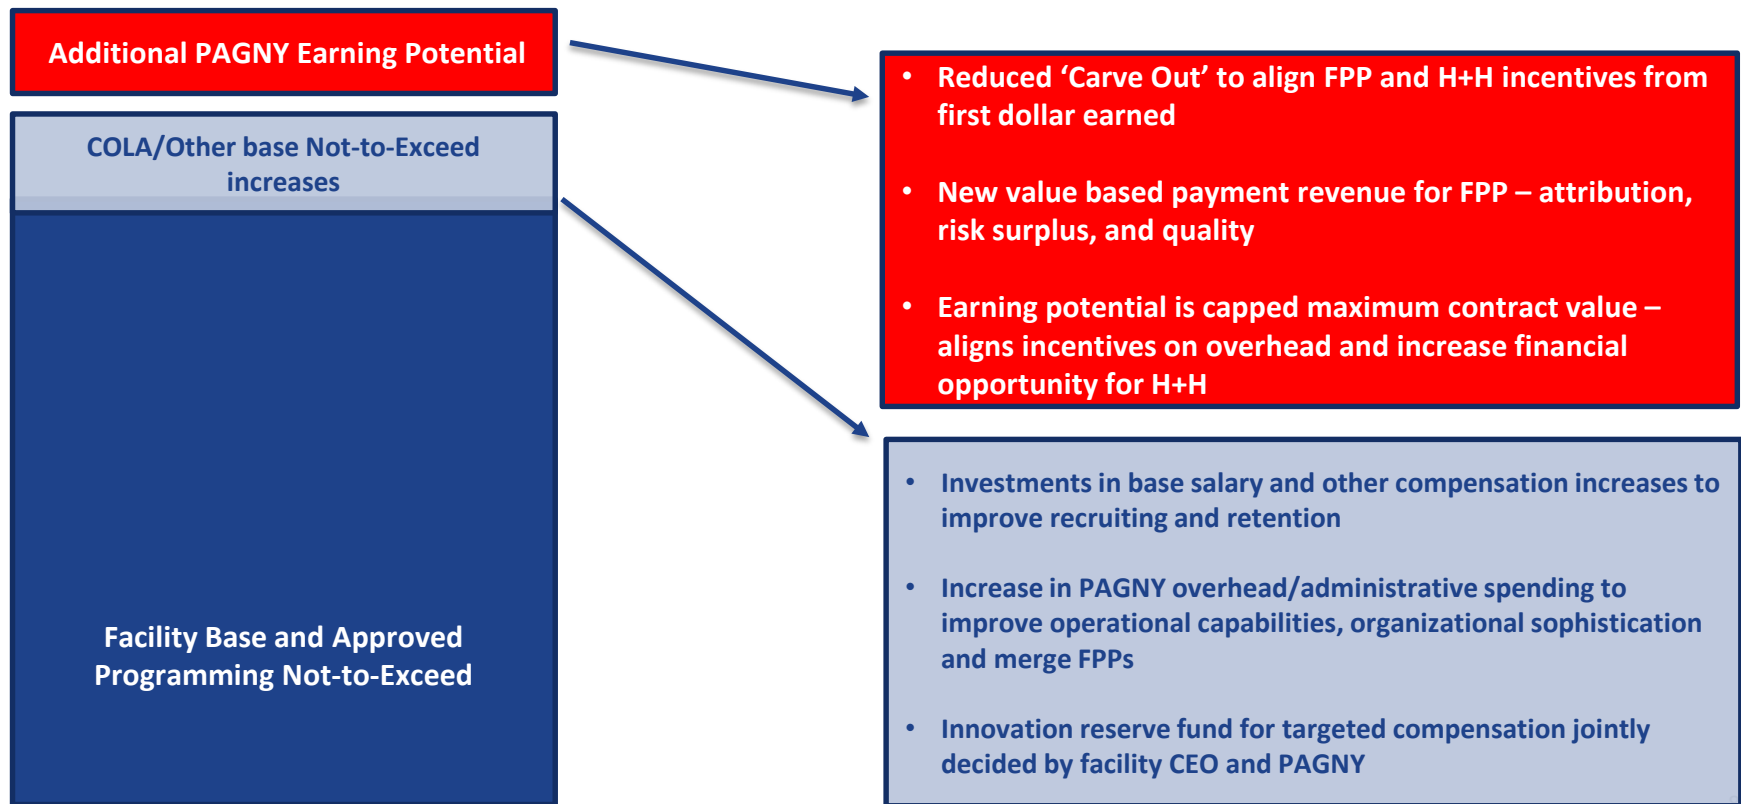 Additional PAGNY Earning Potential
COLA/Other base Not-to-Exceed
increases
Facility Base and Approved
Programming Not-to-Exceed
• Reduced ‘Carve Out’ to align FPP and H+H incentives from
first dollar earned
• New value based payment revenue for FPP – attribution,
risk surplus, and quality
• Earning potential is capped maximum contract value –
aligns incentives on overhead and increase financial
opportunity for H+H
• Investments in base salary and other compensation increases to
improve recruiting and retention
• Increase in PAGNY overhead/administrative spending to
improve operational capabilities, organizational sophistication
and merge FPPs
• Innovation reserve fund for targeted compensation jointly
decided by facility CEO and PAGNY